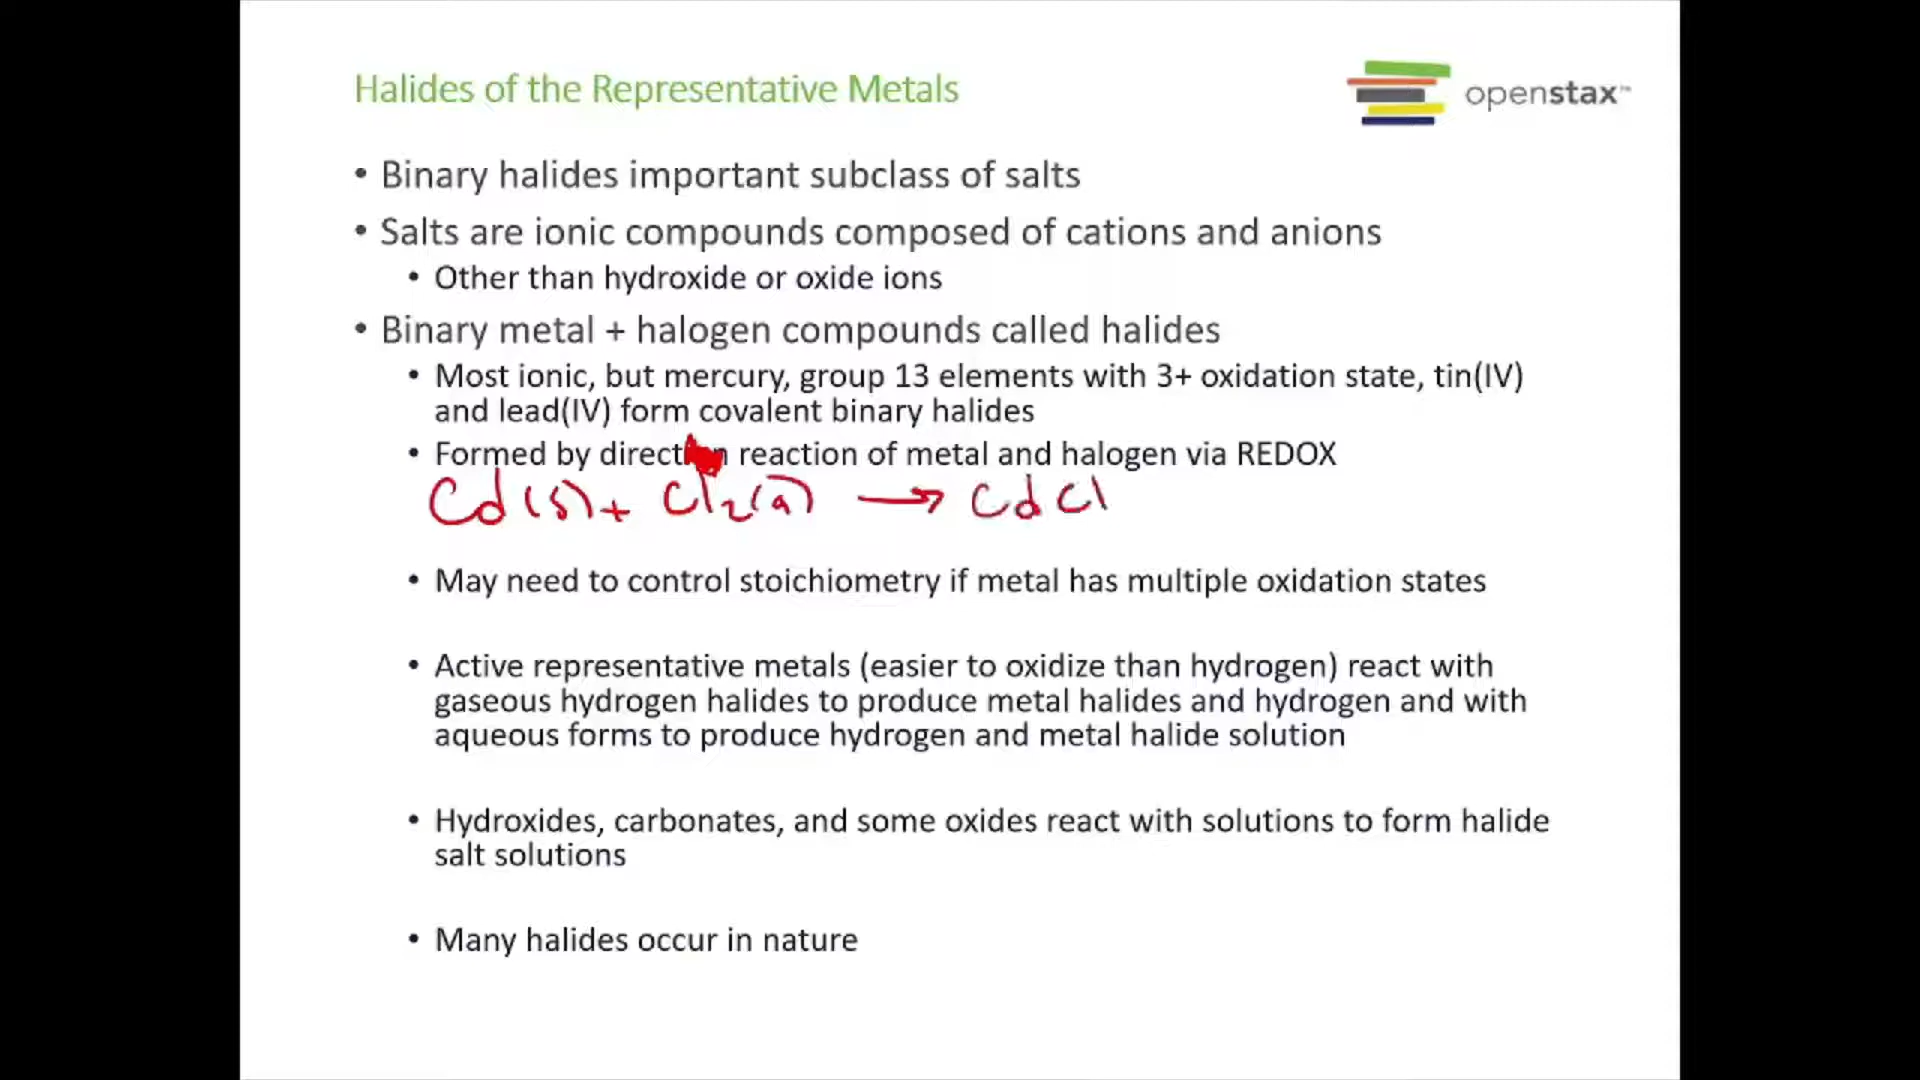 Halides of the Representative Metals
openstax™
• Binary halides important subclass of salts
• Salts are ionic compounds composed of cations and anions
• Other than hydroxide or oxide ions
• Binary metal + halogen compounds called halides
• Most ionic, but mercury, group 13 elements with 3+ oxidation state, tin(IV)
and lead(IV) form covalent binary halides
• Formed by direct reaction of metal and halogen via REDOX
Cd(s) + Cl2(g) → CdCl
• May need to control stoichiometry if metal has multiple oxidation states
• Active representative metals (easier to oxidize than hydrogen) react with
gaseous hydrogen halides to produce metal halides and hydrogen and with
aqueous forms to produce hydrogen and metal halide solution
• Hydroxides, carbonates, and some oxides react with solutions to form halide
salt solutions
• Many halides occur in nature